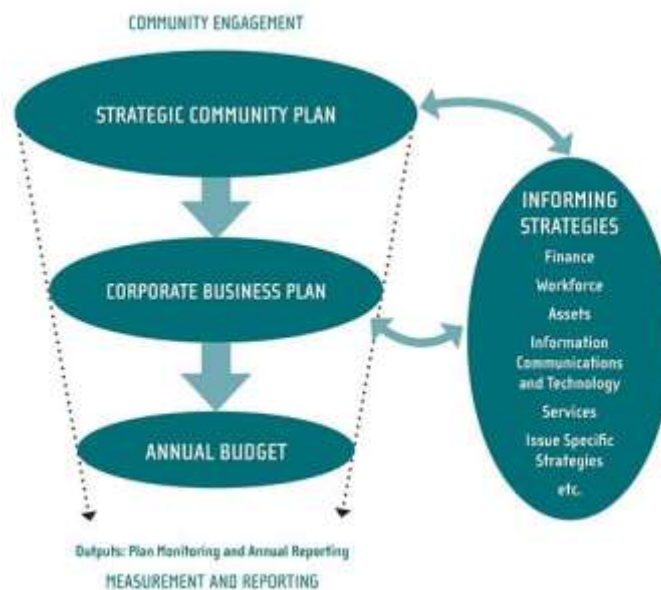 COMMUNITY ENGAGEMENT
STRATEGIC COMMUNITY PLAN
CORPORATE BUSINESS PLAN
ANNUAL BUDGET
INFORMING
STRATEGIES
Finance
Workforce
Assets
Information
Communications
and Technology
Services
Issue Specific
Strategies
etc.
Outputs: Plan Monitoring and Annual Reporting
MEASUREMENT AND REPORTING